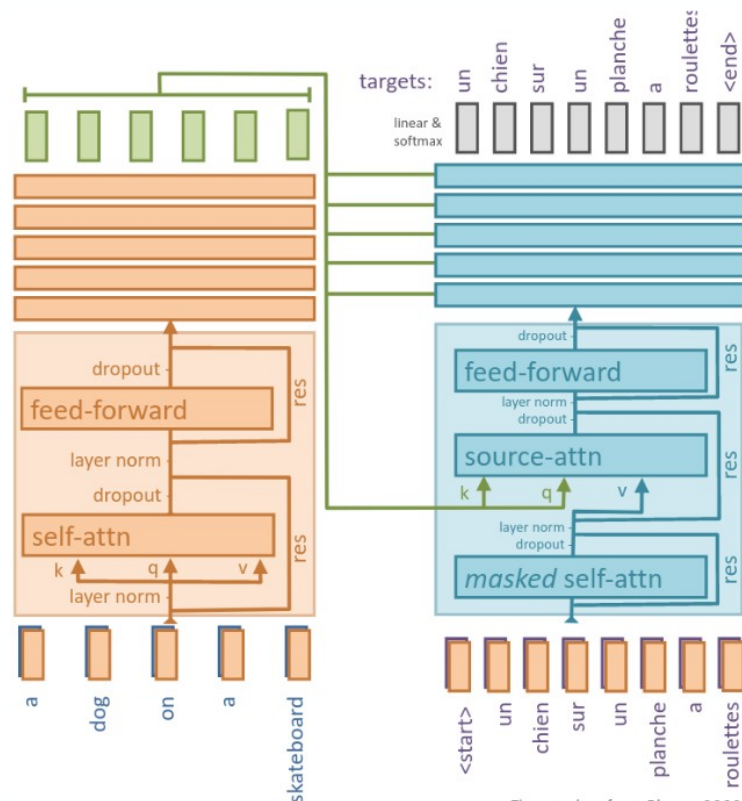 targets:
un
chien
sur
un
planche
a
roulettes
<end>
linear &
softmax
dropout
feed-forward
res
layer norm
dropout
self-attn
res
k
q
v
layer norm
a
dog
on
a
skateboard
dropout
feed-forward
res
layer norm
dropout
source-attn
k
q
v
res
layer norm
dropout
masked self-attn
res
<start>
un
chien
sur
un
planche
a
roulettes